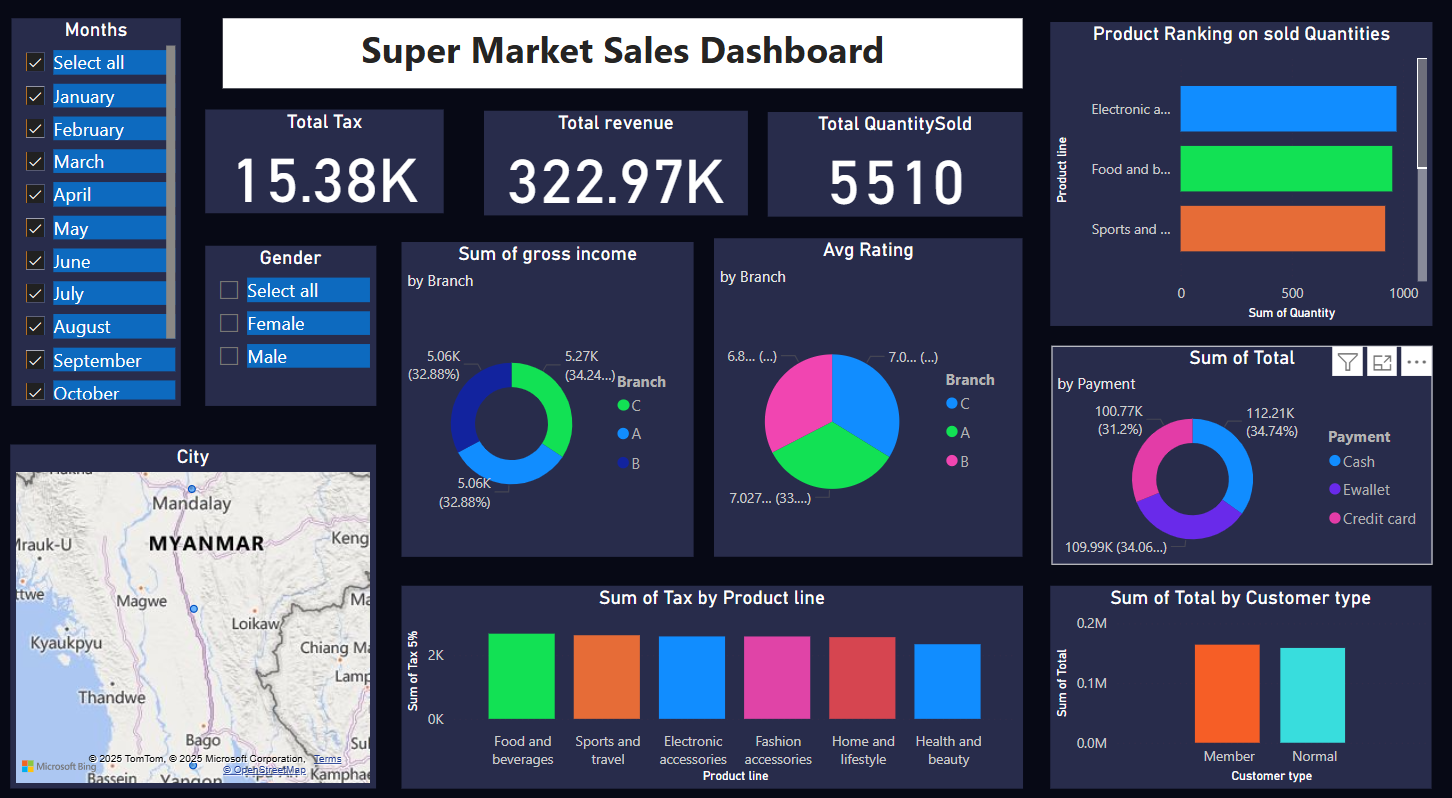 Months
Select all
January
February
March
April
May
June
July
August
September
October
Super Market Sales Dashboard
Total Tax
15.38K
Total revenue
322.97K
Total QuantitySold
5510
Gender
Select all
Female
Male
Sum of gross income
by Branch
5.06K
(32.88%)
5.27K
(34.24...)
5.06K
(32.88%)
Branch
C
A
B
Avg Rating
by Branch
6.8... (...)
7.0... (...)
7.027... (33....)
Branch
C
A
B
Product Ranking on sold Quantities
Product line
Electronic a...
Food and b...
Sports and ...
0 500 1000
Sum of Quantity
Sum of Total
by Payment
100.77K
(31.2%)
112.21K
(34.74%)
109.99K (34.06...)
Payment
Cash
Ewallet
Credit card
City
Mandalay
MYANMAR
Mrauk-U
Keng
ttwe
Magwe
Ma
Loikaw
Kyaukpyu
Chiang Ma
Lamp
Thandwe
Bago
Sul
© 2025 TomTom, © 2025 Microsoft Corporation, Terms
Microsoft Bing
© OpenStreetMap
Kamphae
Bassein
Yangon
Sum of Tax by Product line
Sum of Tax 5%
2K
0K
Food and
beverages
Sports and
travel
Electronic
accessories
Fashion
accessories
Home and
lifestyle
Health and
beauty
Product line
Sum of Total by Customer type
Sum of Total
0.2M
0.1M
0.0M
Member
Normal
Customer type